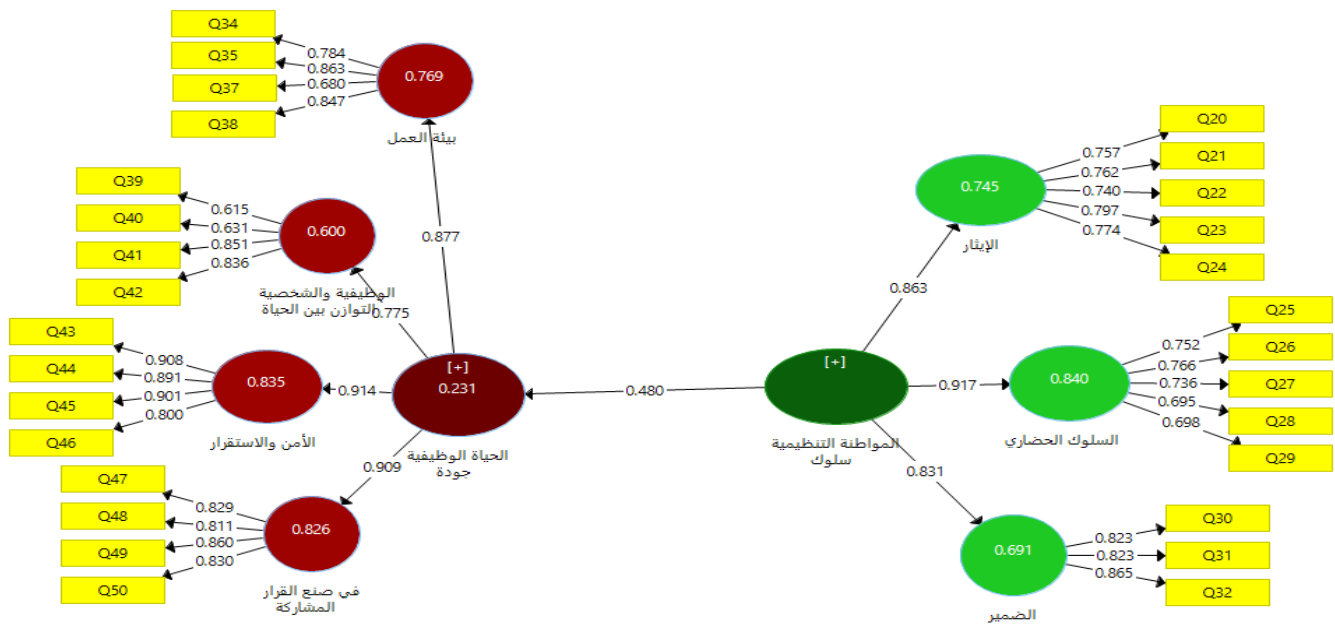 Q34
Q35
Q37
Q38
0.784
0.863
0.680
0.847
0.769
بيئة العمل
Q39
Q40
Q41
Q42
0.615
0.631
0.851
0.836
0.600
الوظيفية والشخصية
التوازن بين الحياة
0.877
0.775
Q43
Q44
Q45
Q46
0.908
0.891
0.901
0.800
0.835
الأمن والاستقرار
0.914
[+]
0.231
الحياة الوظيفية
جودة
0.909
Q47
Q48
Q49
Q50
0.829
0.811
0.860
0.830
0.826
في صنع القرار
المشاركة
0.480
[+]
المواطنة التنظيمية
سلوك
0.863
0.917
0.831
0.745
الإيثار
0.757
0.762
0.740
0.797
0.774
Q20
Q21
Q22
Q23
Q24
0.840
السلوك الحضاري
0.752
0.766
0.736
0.695
0.698
Q25
Q26
Q27
Q28
Q29
0.691
الضمير
0.823
0.823
0.865
Q30
Q31
Q32